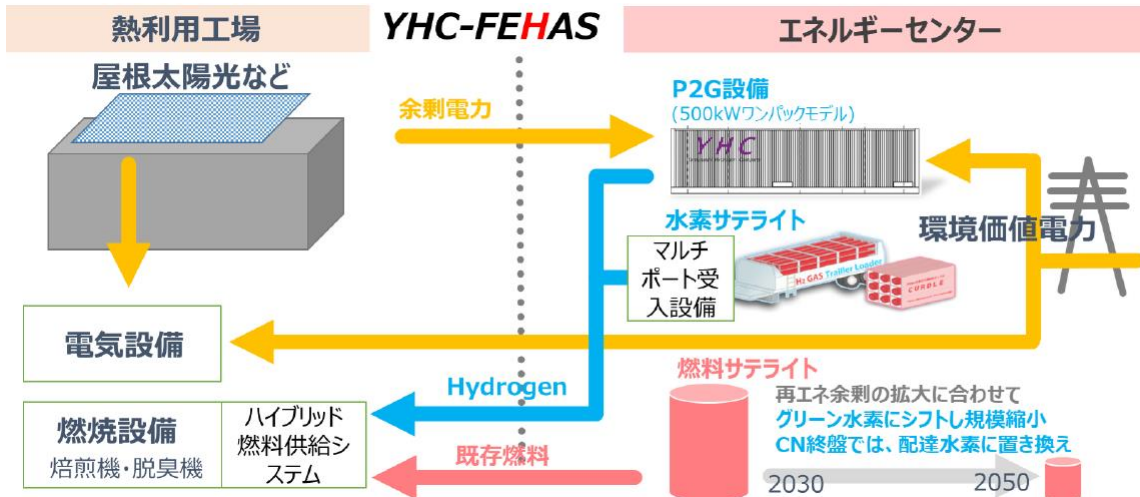 熱利用工場
YHC-FEHAS
エネルギーセンター
屋根太陽光など
余剰電力
P2G設備
(500kWワンパックモデル)
YHC
水素サテライト
マルチ
ポート受
入設備
H2 GAS Trailler Loader
CURDLE
環境価値電力
電気設備
Hydrogen
燃料サテライト
再エネ余剰の拡大に合わせて
グリーン水素にシフトし規模縮小
CN終盤では、配達水素に置き換え
燃焼設備
焙煎機・脱臭機
ハイブリッド
燃料供給シ
ステム
既存燃料
2030
2050